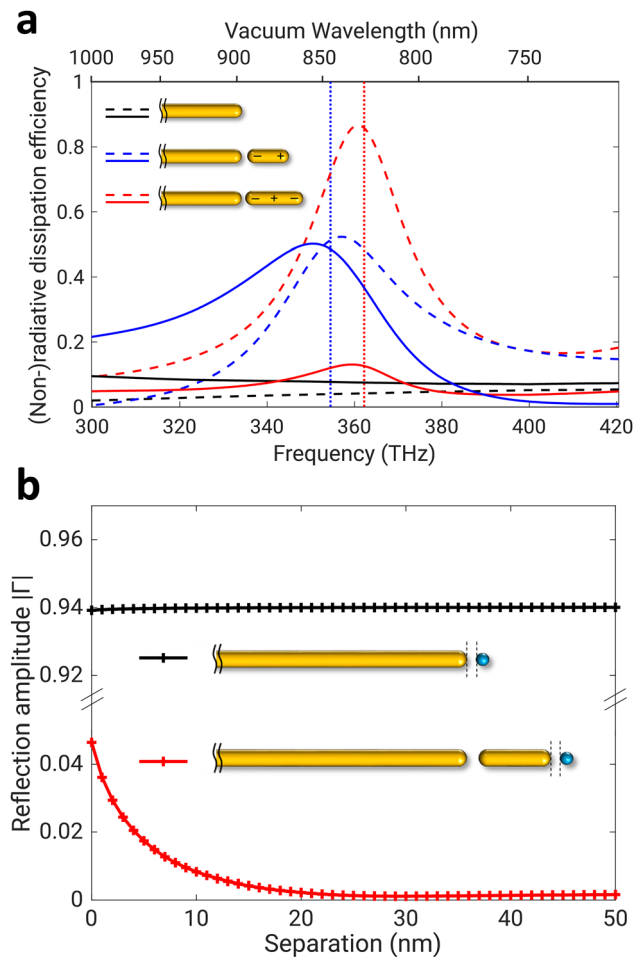 a
Vacuum Wavelength (nm)
1000 950 900 850 800 750
(Non-)radiative dissipation efficiency
1
0.8
0.6
0.4
0.2
0
− +
− + −
300 320 340 360 380 400 420
Frequency (THz)
b
Reflection amplitude |Γ|
0.96
0.94
0.92
0.04
0.02
0
0 10 20 30 40 50
Separation (nm)